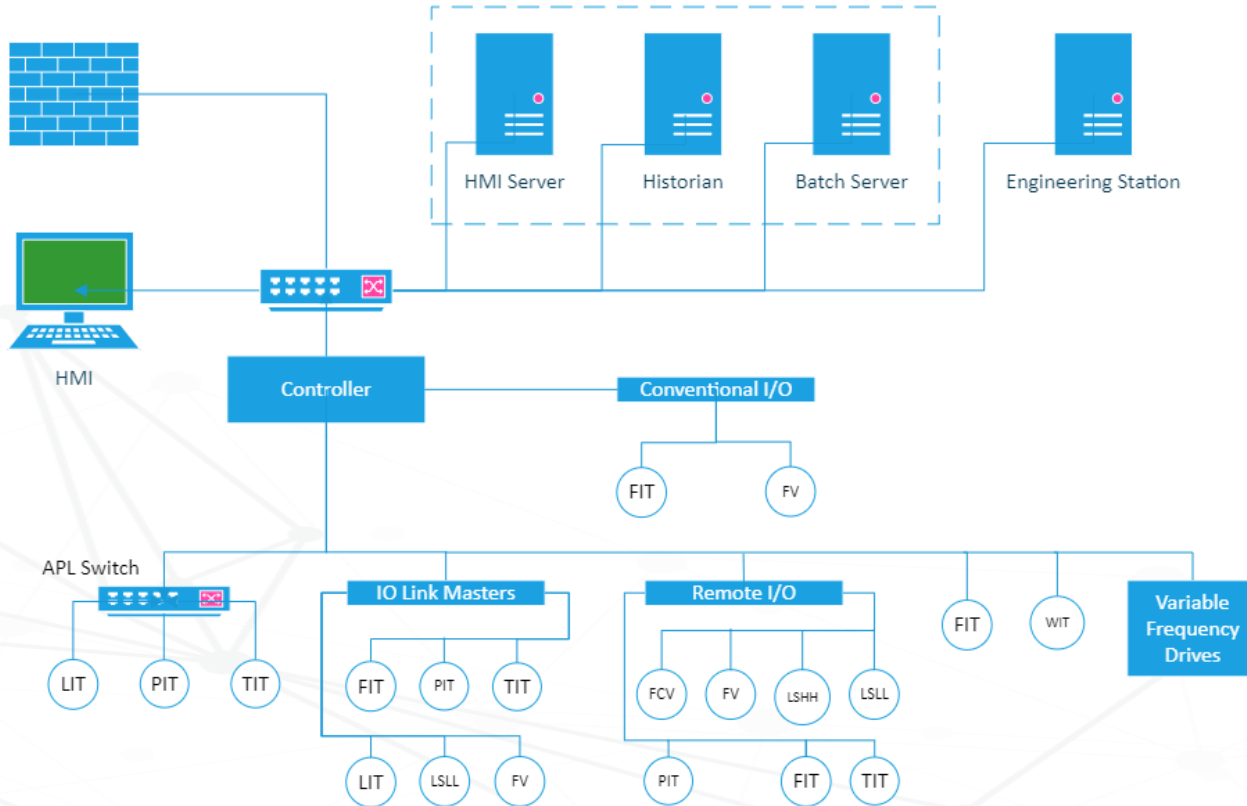 HMI Server
Historian
Batch Server
Engineering Station
HMI
Controller
Conventional I/O
FIT
FV
APL Switch
IO Link Masters
Remote I/O
Variable
Frequency
Drives
FIT
WIT
LIT
PIT
TIT
FIT
PIT
TIT
FCV
FV
LSHH
LSLL
LIT
LSLL
FV
PIT
FIT
TIT